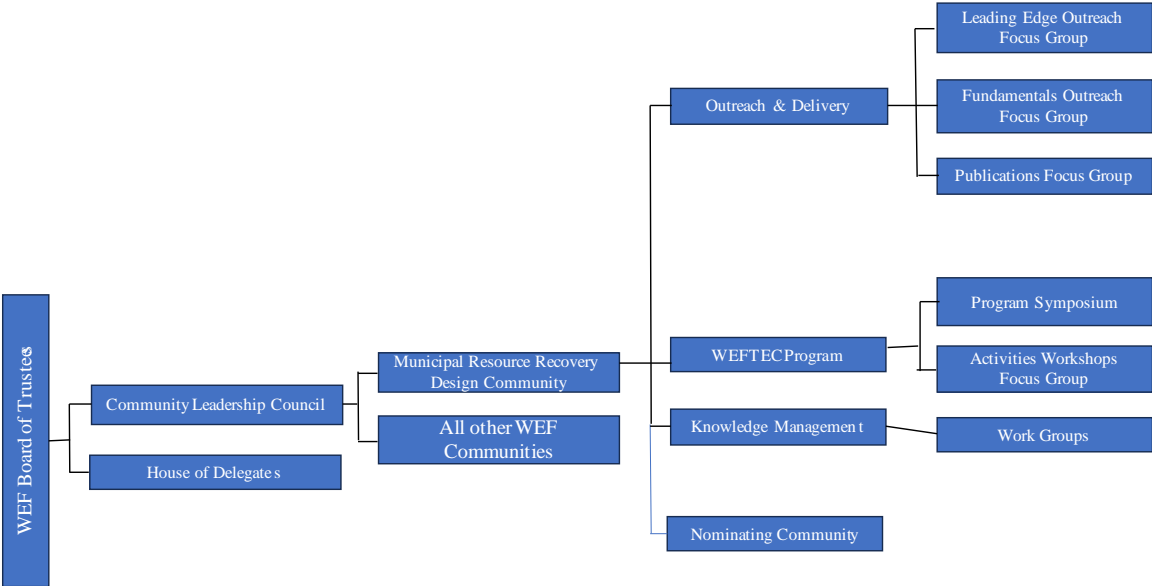 Leading Edge Outreach
Focus Group
Outreach & Delivery
Fundamentals Outreach
Focus Group
Publications Focus Group
Program Symposium
WEFTEC Program
Activities Workshops
Focus Group
Municipal Resource Recovery
Design Community
Community Leadership Council
All other WEF
Communities
Knowledge Management
Work Groups
House of Delegates
WEF Board of Trustees
Nominating Community